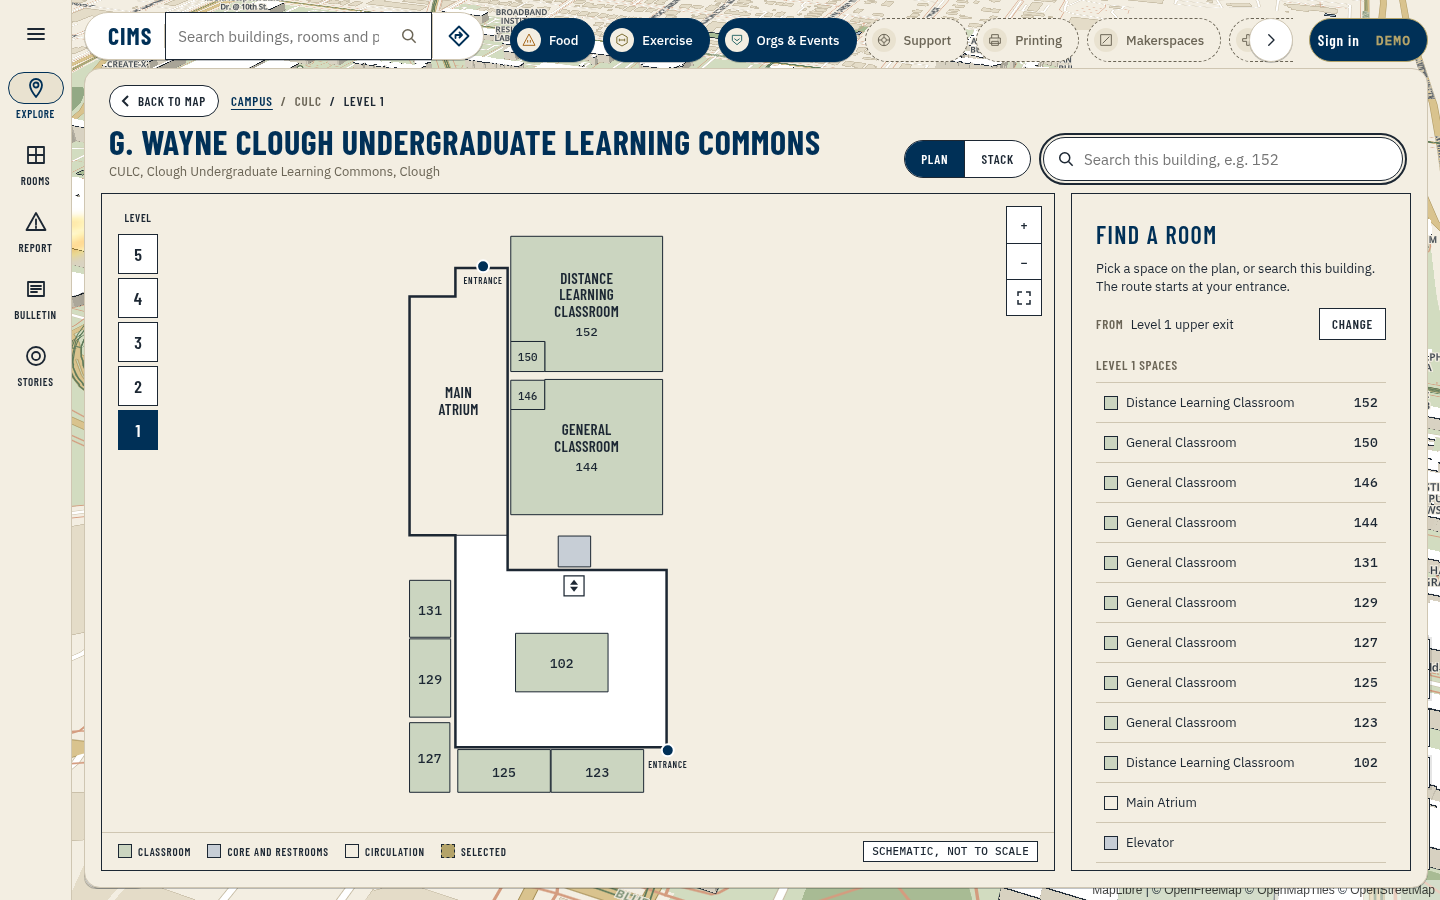 Dr. @ 10th St.
BROADBAND
CREATE-X
CIMS
Search buildings, rooms and p
Food
Exercise
Orgs & Events
Support
Printing
Makerspaces
Sign in DEMO
EXPLORE
ROOMS
REPORT
BULLETIN
STORIES
BACK TO MAP
CAMPUS / CULC / LEVEL 1
G. WAYNE CLOUGH UNDERGRADUATE LEARNING COMMONS
CULC, Clough Undergraduate Learning Commons, Clough
PLAN
STACK
Search this building, e.g. 152
LEVEL
5
4
3
2
1
+
−
ENTRANCE
DISTANCE
LEARNING
CLASSROOM
152
150
146
MAIN
ATRIUM
GENERAL
CLASSROOM
144
131
129
127
102
125
123
ENTRANCE
CLASSROOM
CORE AND RESTROOMS
CIRCULATION
SELECTED
SCHEMATIC, NOT TO SCALE
FIND A ROOM
Pick a space on the plan, or search this building.
The route starts at your entrance.
FROM Level 1 upper exit
CHANGE
LEVEL 1 SPACES
Distance Learning Classroom 152
General Classroom 150
General Classroom 146
General Classroom 144
General Classroom 131
General Classroom 129
General Classroom 127
General Classroom 125
General Classroom 123
Distance Learning Classroom 102
Main Atrium
Elevator
MapLibre | © OpenFreeMap © OpenMapTiles © OpenStreetMap